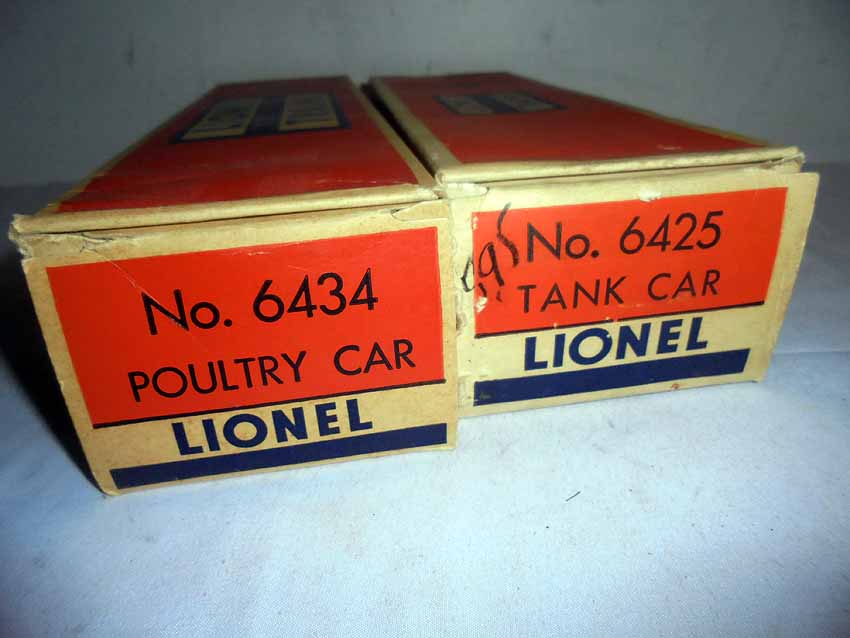 No. 6434
POULTRY CAR
LIONEL
No. 6425
TANK CAR
LIONEL